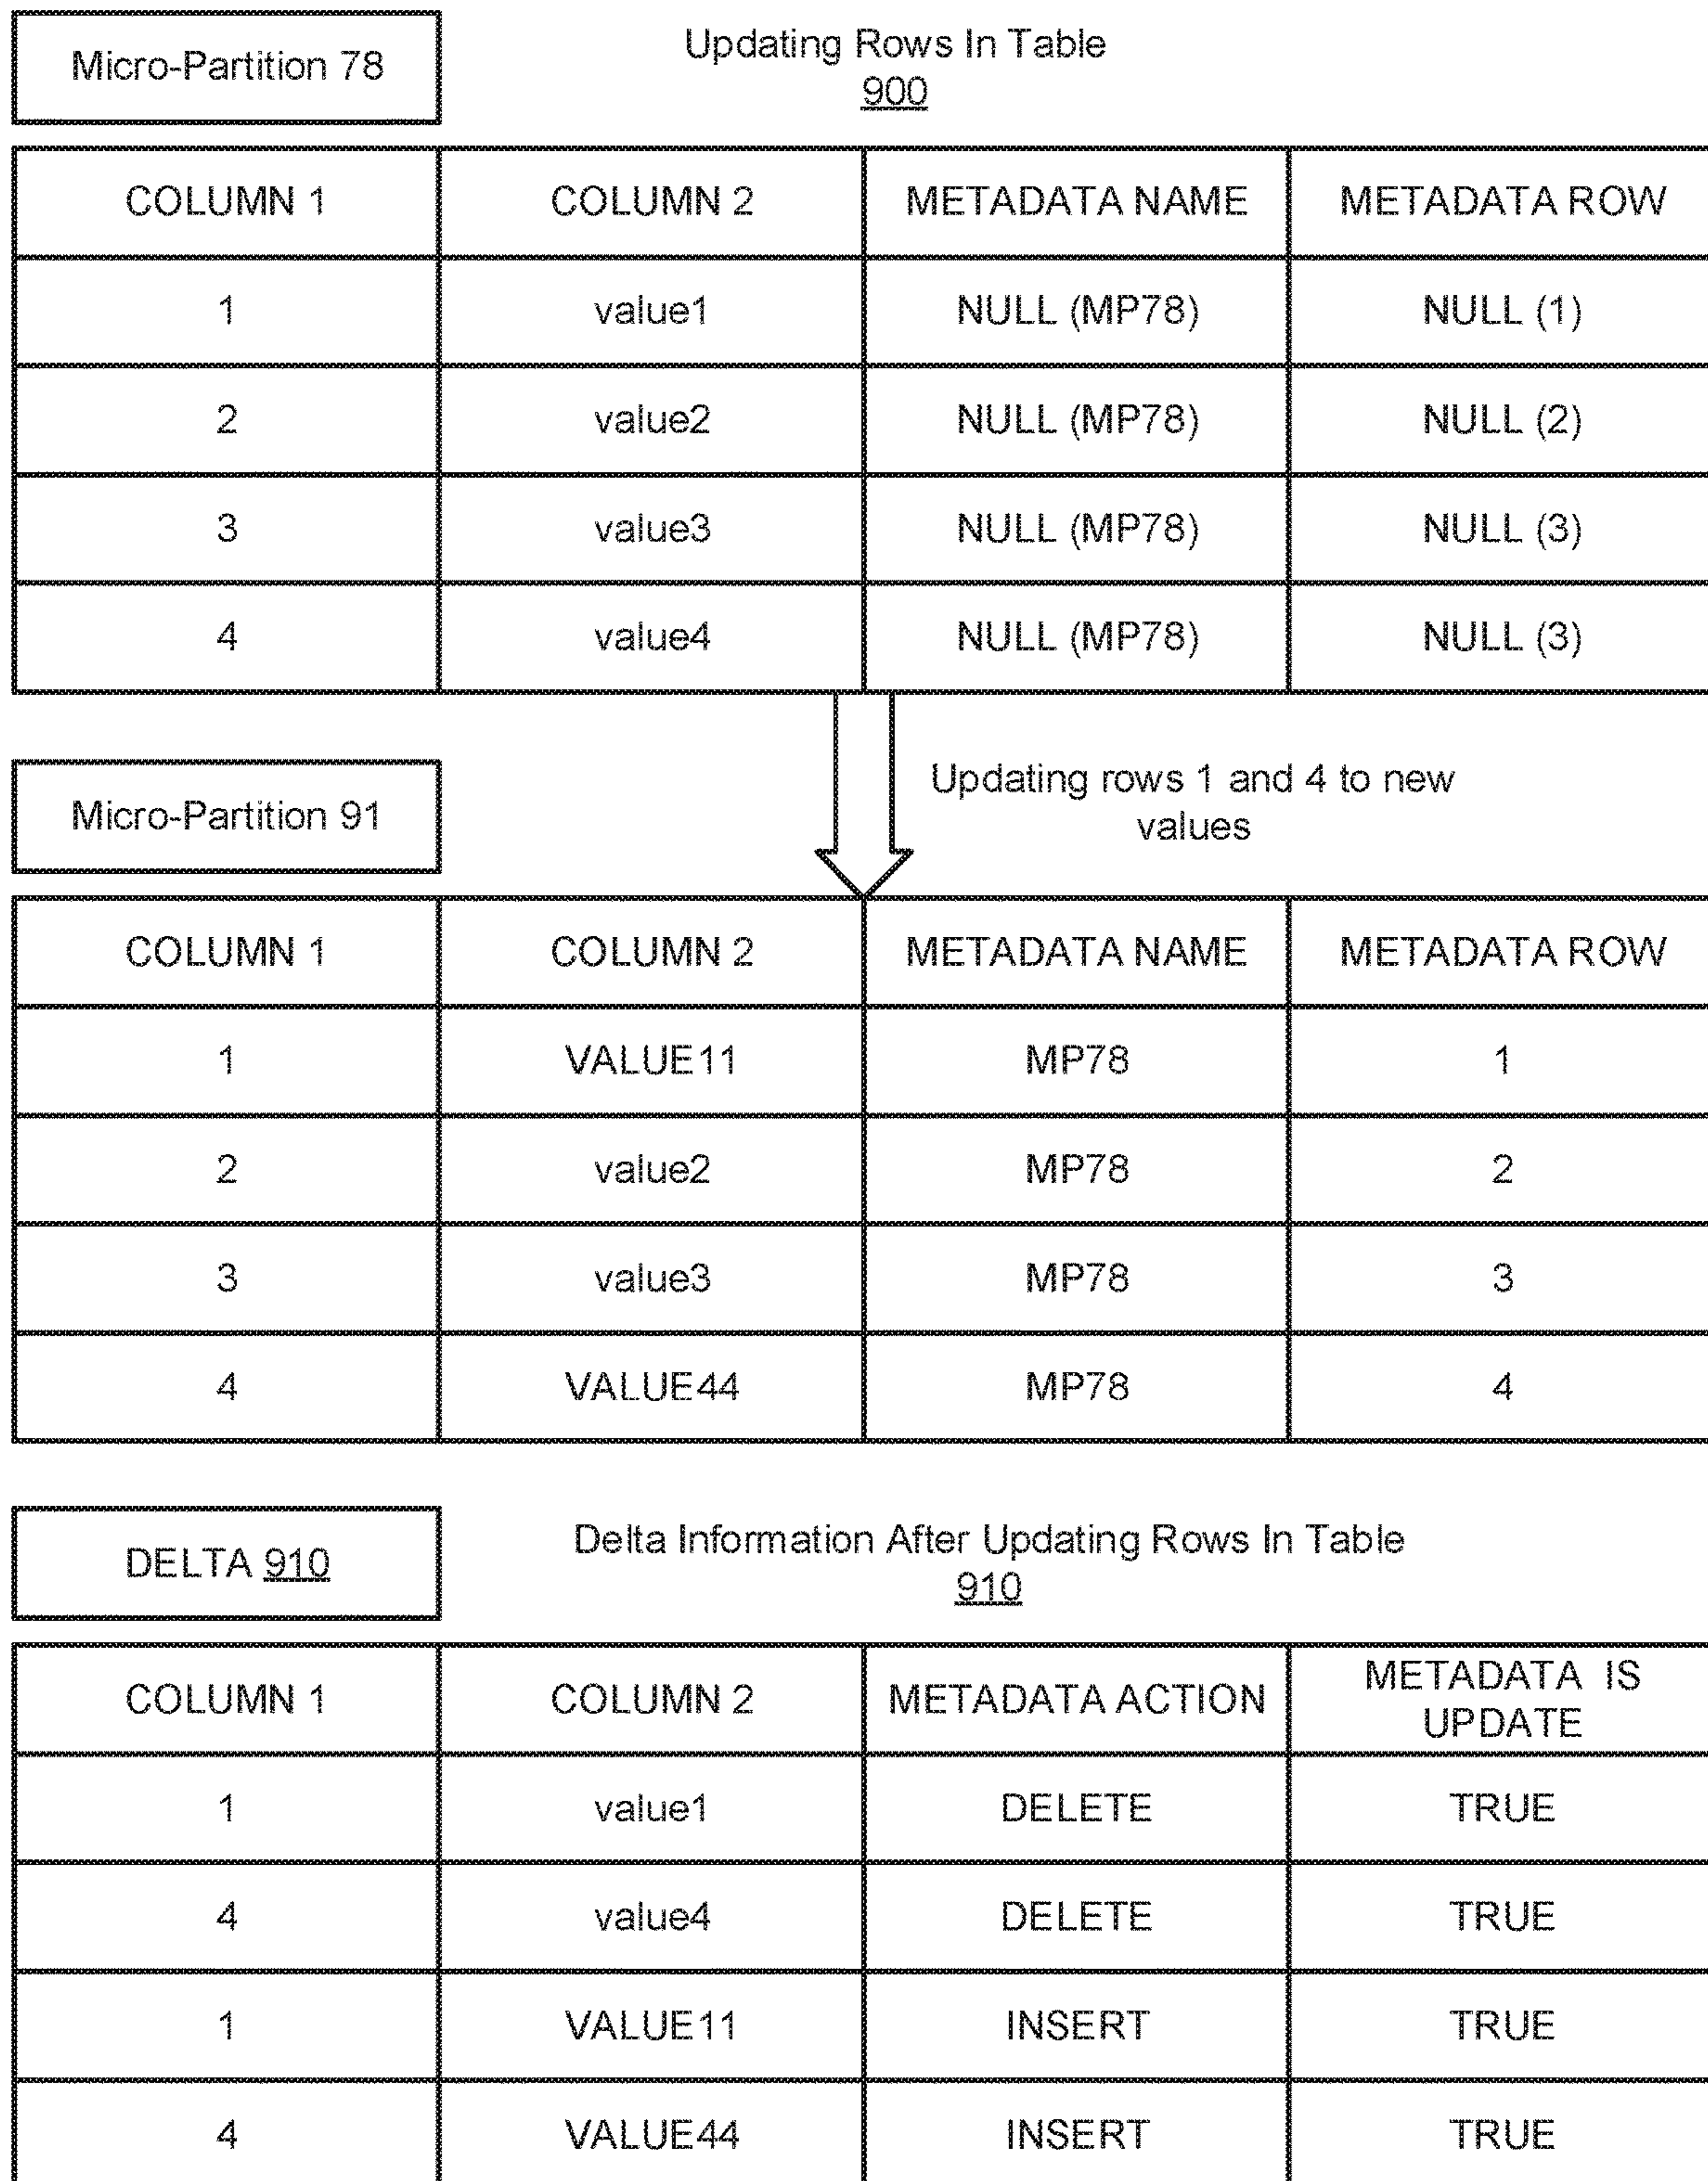 Micro-Partition 78
Updating Rows In Table
900
COLUMN 1 COLUMN 2 METADATA NAME METADATA ROW
1 value1 NULL (MP78) NULL (1)
2 value2 NULL (MP78) NULL (2)
3 value3 NULL (MP78) NULL (3)
4 value4 NULL (MP78) NULL (3)
Micro-Partition 91
Updating rows 1 and 4 to new
values
COLUMN 1 COLUMN 2 METADATA NAME METADATA ROW
1 VALUE11 MP78 1
2 value2 MP78 2
3 value3 MP78 3
4 VALUE44 MP78 4
DELTA 910
Delta Information After Updating Rows In Table
910
COLUMN 1 COLUMN 2 METADATA ACTION METADATA IS
UPDATE
1 value1 DELETE TRUE
4 value4 DELETE TRUE
1 VALUE11 INSERT TRUE
4 VALUE44 INSERT TRUE